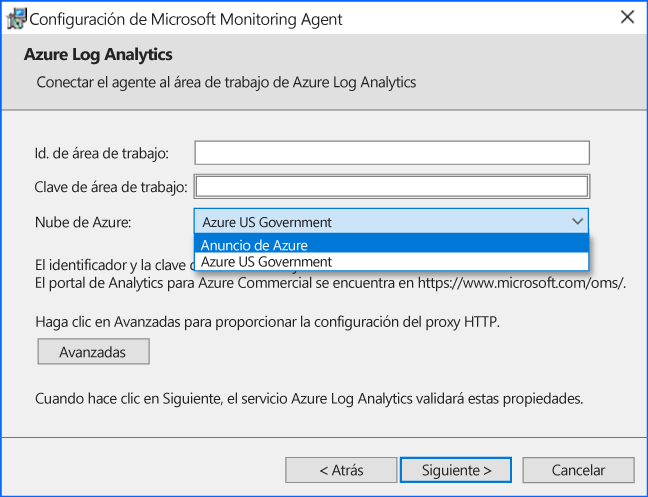 Configuración de Microsoft Monitoring Agent
Azure Log Analytics
Conectar el agente al área de trabajo de Azure Log Analytics
Id. de área de trabajo:
Clave de área de trabajo:
Nube de Azure: Azure US Government
Anuncio de Azure
Azure US Government
El identificador y la clave
El portal de Analytics para Azure Commercial se encuentra en https://www.microsoft.com/oms/.
Haga clic en Avanzadas para proporcionar la configuración del proxy HTTP.
Avanzadas
Cuando hace clic en Siguiente, el servicio Azure Log Analytics validará estas propiedades.
< Atrás Siguiente > Cancelar